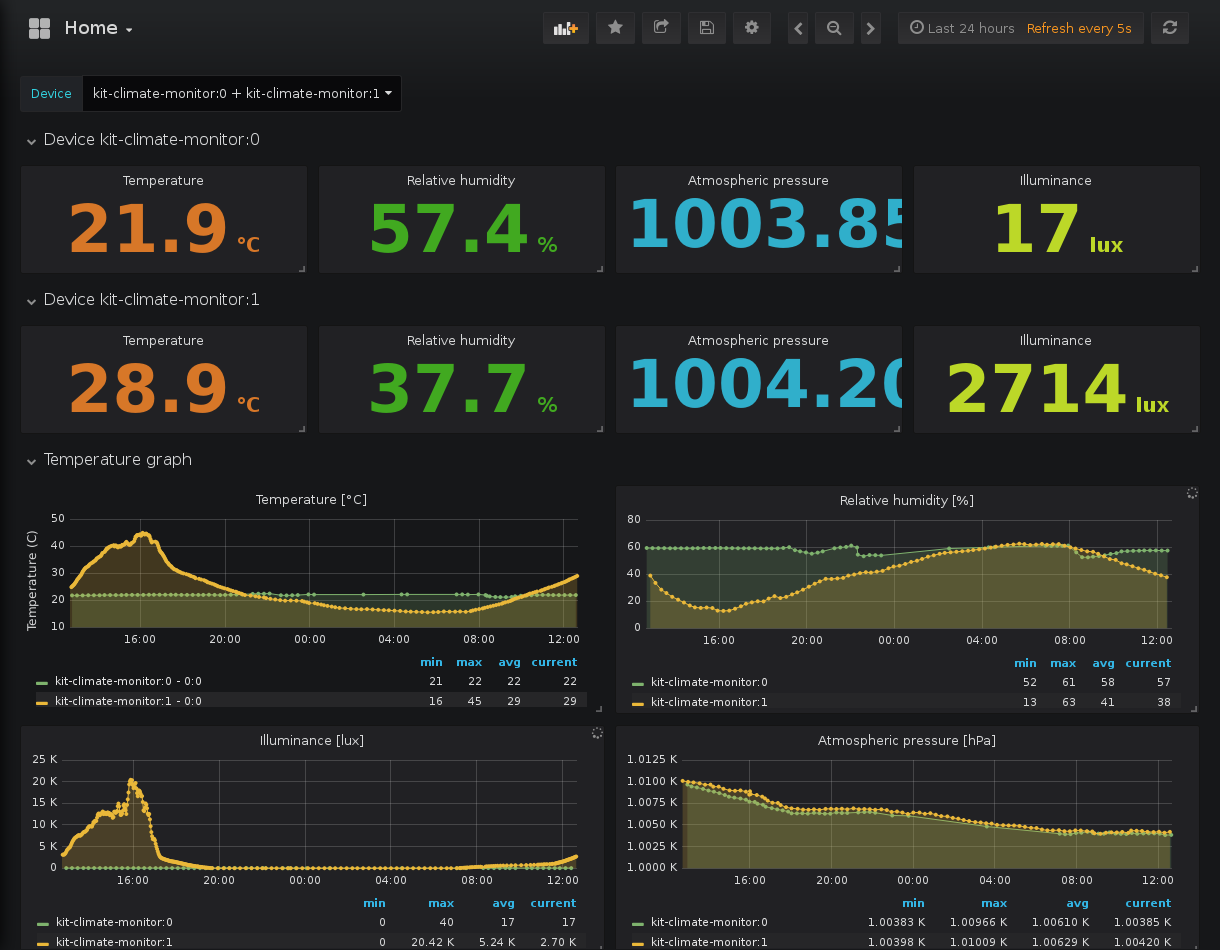 Home
Last 24 hours Refresh every 5s
Device kit-climate-monitor:0 + kit-climate-monitor:1
Device kit-climate-monitor:0
Temperature Relative humidity Atmospheric pressure Illuminance
21.9 °C 57.4 % 1003.85 17 lux
Device kit-climate-monitor:1
Temperature Relative humidity Atmospheric pressure Illuminance
28.9 °C 37.7 % 1004.20 2714 lux
Temperature graph
Temperature [°C]
Temperature (C)
50
40
30
20
10
16:00 20:00 00:00 04:00 08:00 12:00
min max avg current
kit-climate-monitor:0 - 0:0 21 22 22 22
kit-climate-monitor:1 - 0:0 16 45 29 29
Relative humidity [%]
80
60
40
20
0
16:00 20:00 00:00 04:00 08:00 12:00
min max avg current
kit-climate-monitor:0 52 61 58 57
kit-climate-monitor:1 13 63 41 38
Illuminance [lux]
25 K
20 K
15 K
10 K
5 K
0
16:00 20:00 00:00 04:00 08:00 12:00
min max avg current
kit-climate-monitor:0 0 40 17 17
kit-climate-monitor:1 0 20.42 K 5.24 K 2.70 K
Atmospheric pressure [hPa]
1.0125 K
1.0100 K
1.0075 K
1.0050 K
1.0025 K
1.0000 K
16:00 20:00 00:00 04:00 08:00 12:00
min max avg current
kit-climate-monitor:0 1.00383 K 1.00966 K 1.00610 K 1.00385 K
kit-climate-monitor:1 1.00398 K 1.01009 K 1.00629 K 1.00420 K